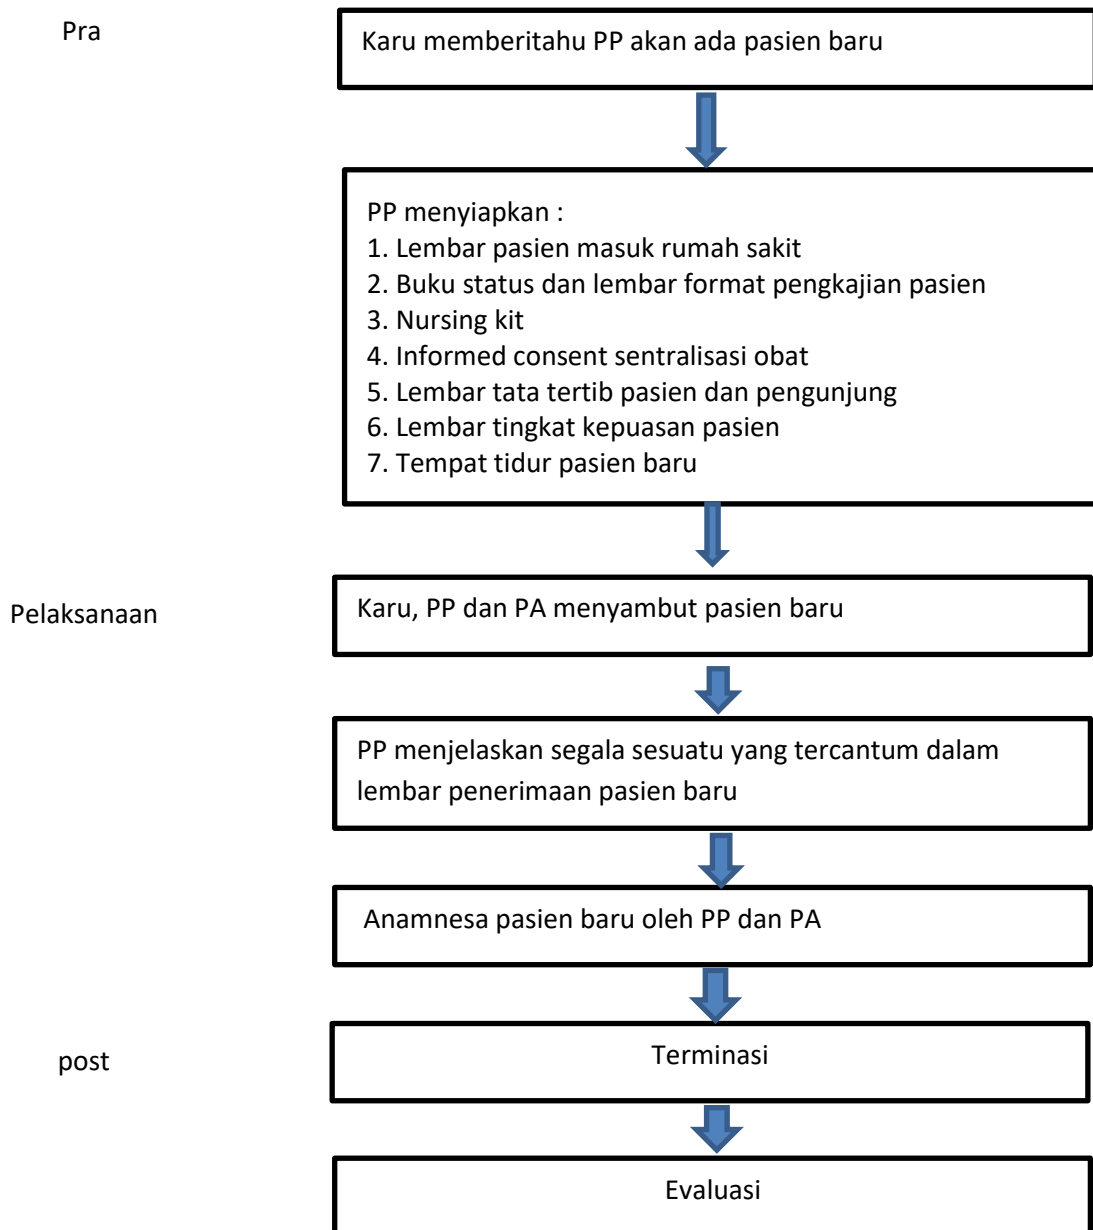 Pra
Karu memberitahu PP akan ada pasien baru
PP menyiapkan :
1. Lembar pasien masuk rumah sakit
2. Buku status dan lembar format pengkajian pasien
3. Nursing kit
4. Informed consent sentralisasi obat
5. Lembar tata tertib pasien dan pengunjung
6. Lembar tingkat kepuasan pasien
7. Tempat tidur pasien baru
Pelaksanaan
Karu, PP dan PA menyambut pasien baru
PP menjelaskan segala sesuatu yang tercantum dalam
lembar penerimaan pasien baru
Anamnesa pasien baru oleh PP dan PA
post
Terminasi
Evaluasi